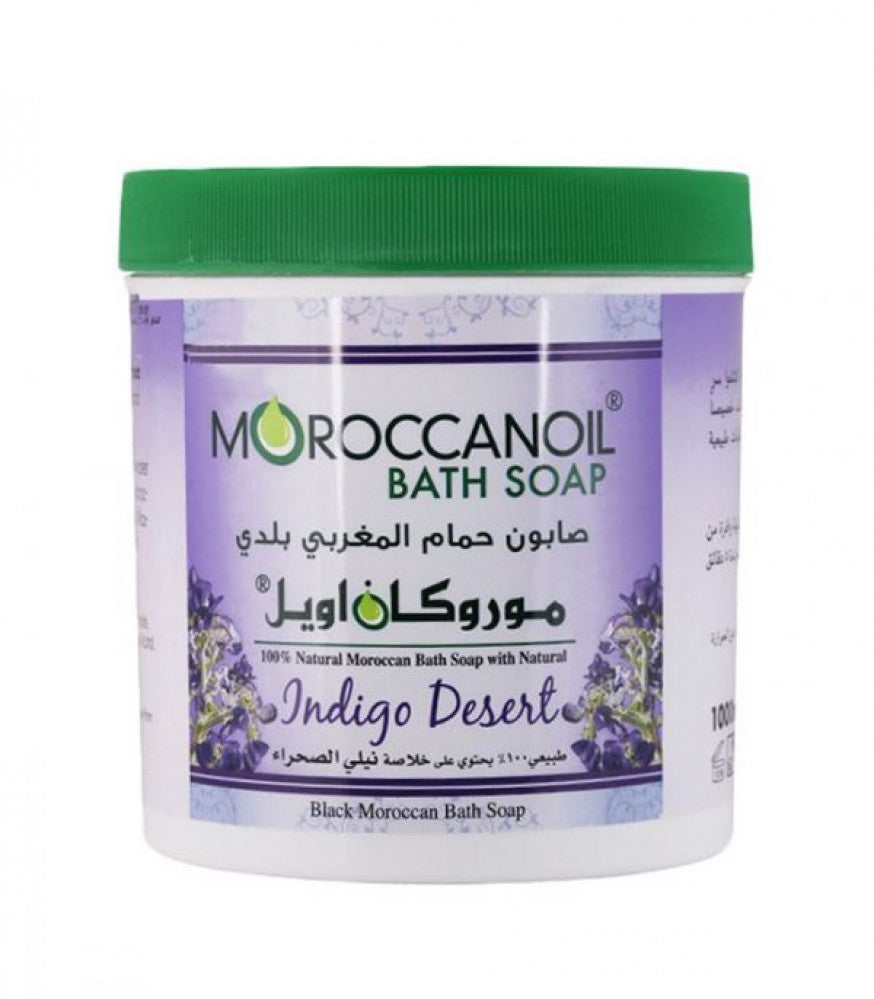 MOROCCANOIL®
BATH SOAP
صابون حمام المغربي بلدي
موروكان اويل®
100% Natural Moroccan Bath Soap with Natural
Indigo Desert
طبيعي ١٠٠٪ يحتوي على خلاصة نيلي الصحراء
Black Moroccan Bath Soap